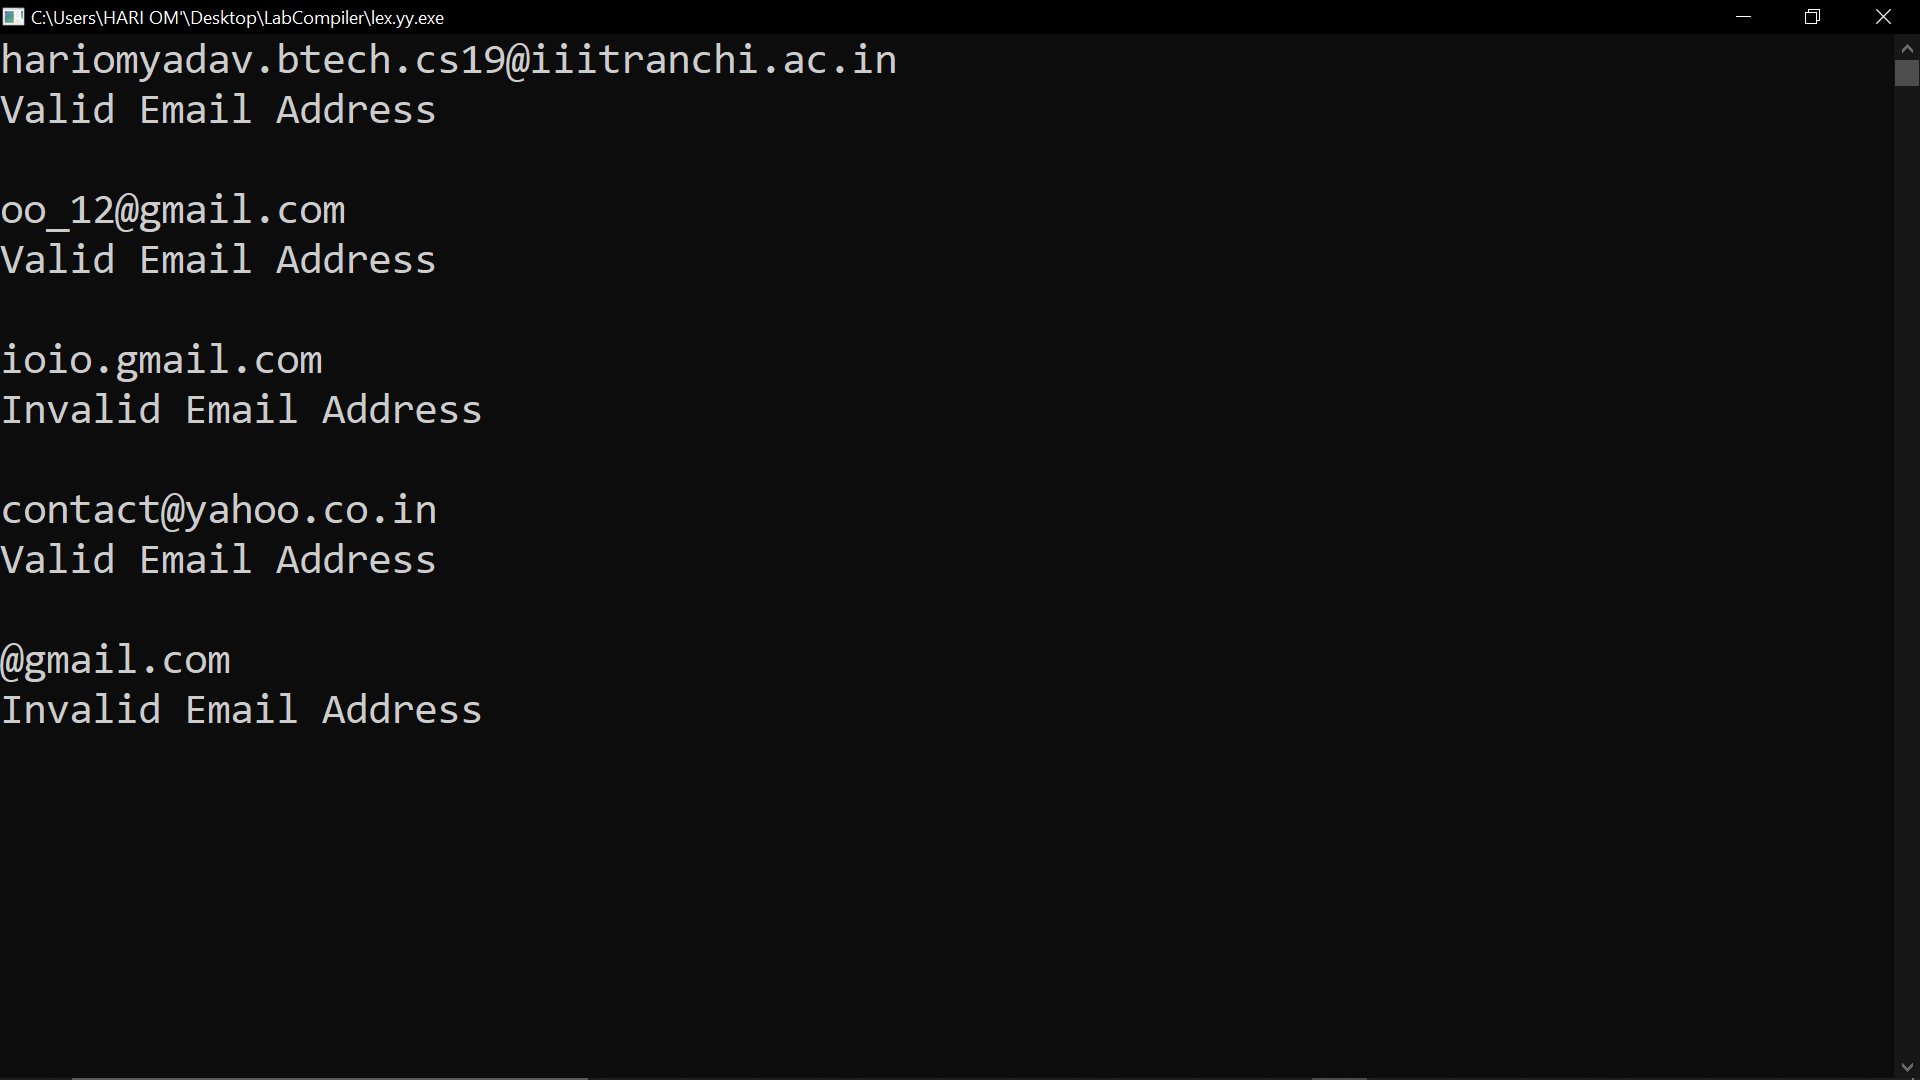 C:\Users\HARI OM'\Desktop\LabCompiler\lex.yy.exe
hariomyadav.btech.cs19@iiitranchi.ac.in
Valid Email Address
oo_12@gmail.com
Valid Email Address
ioio.gmail.com
Invalid Email Address
contact@yahoo.co.in
Valid Email Address
@gmail.com
Invalid Email Address